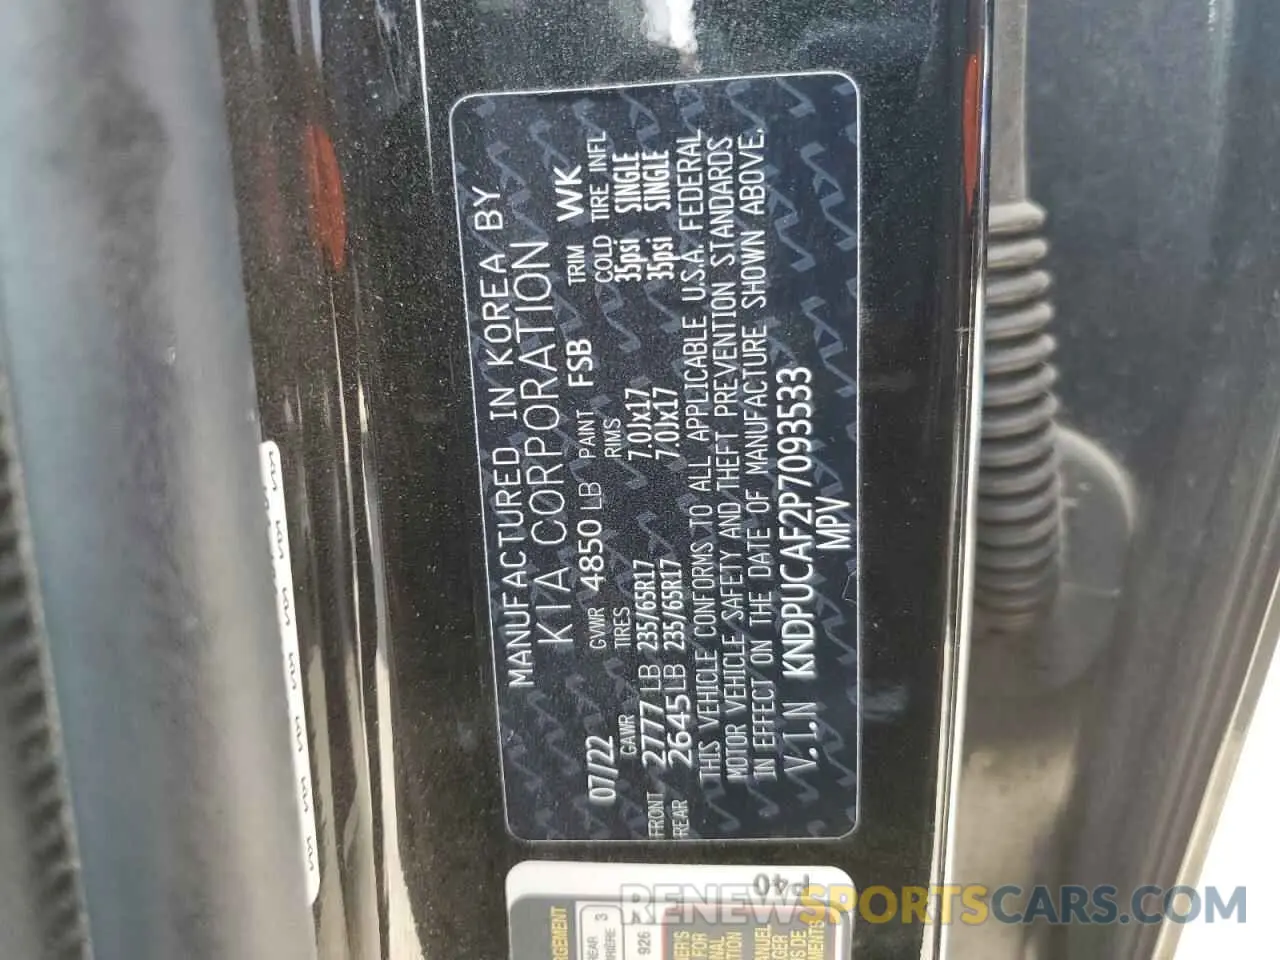 MANUFACTURED IN KOREA BY
KIA CORPORATION
07/22 GVWR 4850 LB PAINT FSB TRIM WK
GAWR TIRES RIMS COLD TIRE INFL
FRONT 2777 LB 235/65R17 7.0Jx17 35psi SINGLE
REAR 2645 LB 235/65R17 7.0Jx17 35psi SINGLE
THIS VEHICLE CONFORMS TO ALL APPLICABLE U.S.A. FEDERAL
MOTOR VEHICLE SAFETY AND THEFT PREVENTION STANDARDS
IN EFFECT ON THE DATE OF MANUFACTURE SHOWN ABOVE.
V.I.N KNDPUCAF2P7093533
MPV
P40
REAR 3
926
RENEWSPORTSCARS.COM